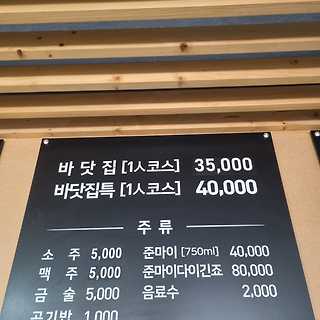 바닷집 [1人코스] 35,000
바닷집특 [1人코스] 40,000
주 류
소 주 5,000 준마이 [750ml] 40,000
맥 주 5,000 준마이다이긴죠 80,000
금 술 5,000 음료수 2,000
공기밥 1,000